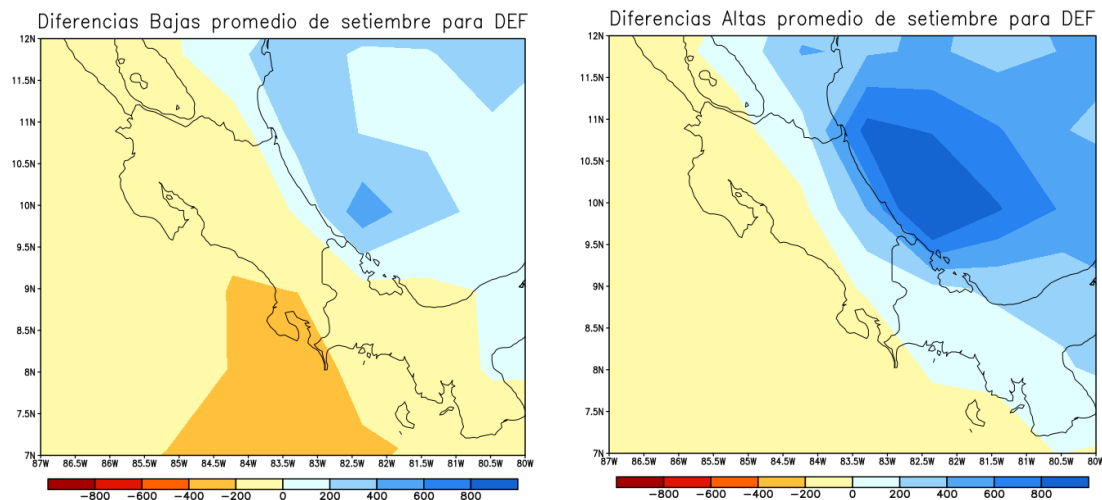 Diferencias Bajas promedio de setiembre para DEF
12N
11.5N
11N
10.5N
10N
9.5N
9N
8.5N
8N
7.5N
7N
87W 86.5W 86W 85.5W 85W 84.5W 84W 83.5W 83W 82.5W 82W 81.5W 81W 80.5W 80W
−800 −600 −400 −200 0 200 400 600 800
Diferencias Altas promedio de setiembre para DEF
12N
11.5N
11N
10.5N
10N
9.5N
9N
8.5N
8N
7.5N
7N
87W 86.5W 86W 85.5W 85W 84.5W 84W 83.5W 83W 82.5W 82W 81.5W 81W 80.5W 80W
−800 −600 −400 −200 0 200 400 600 800